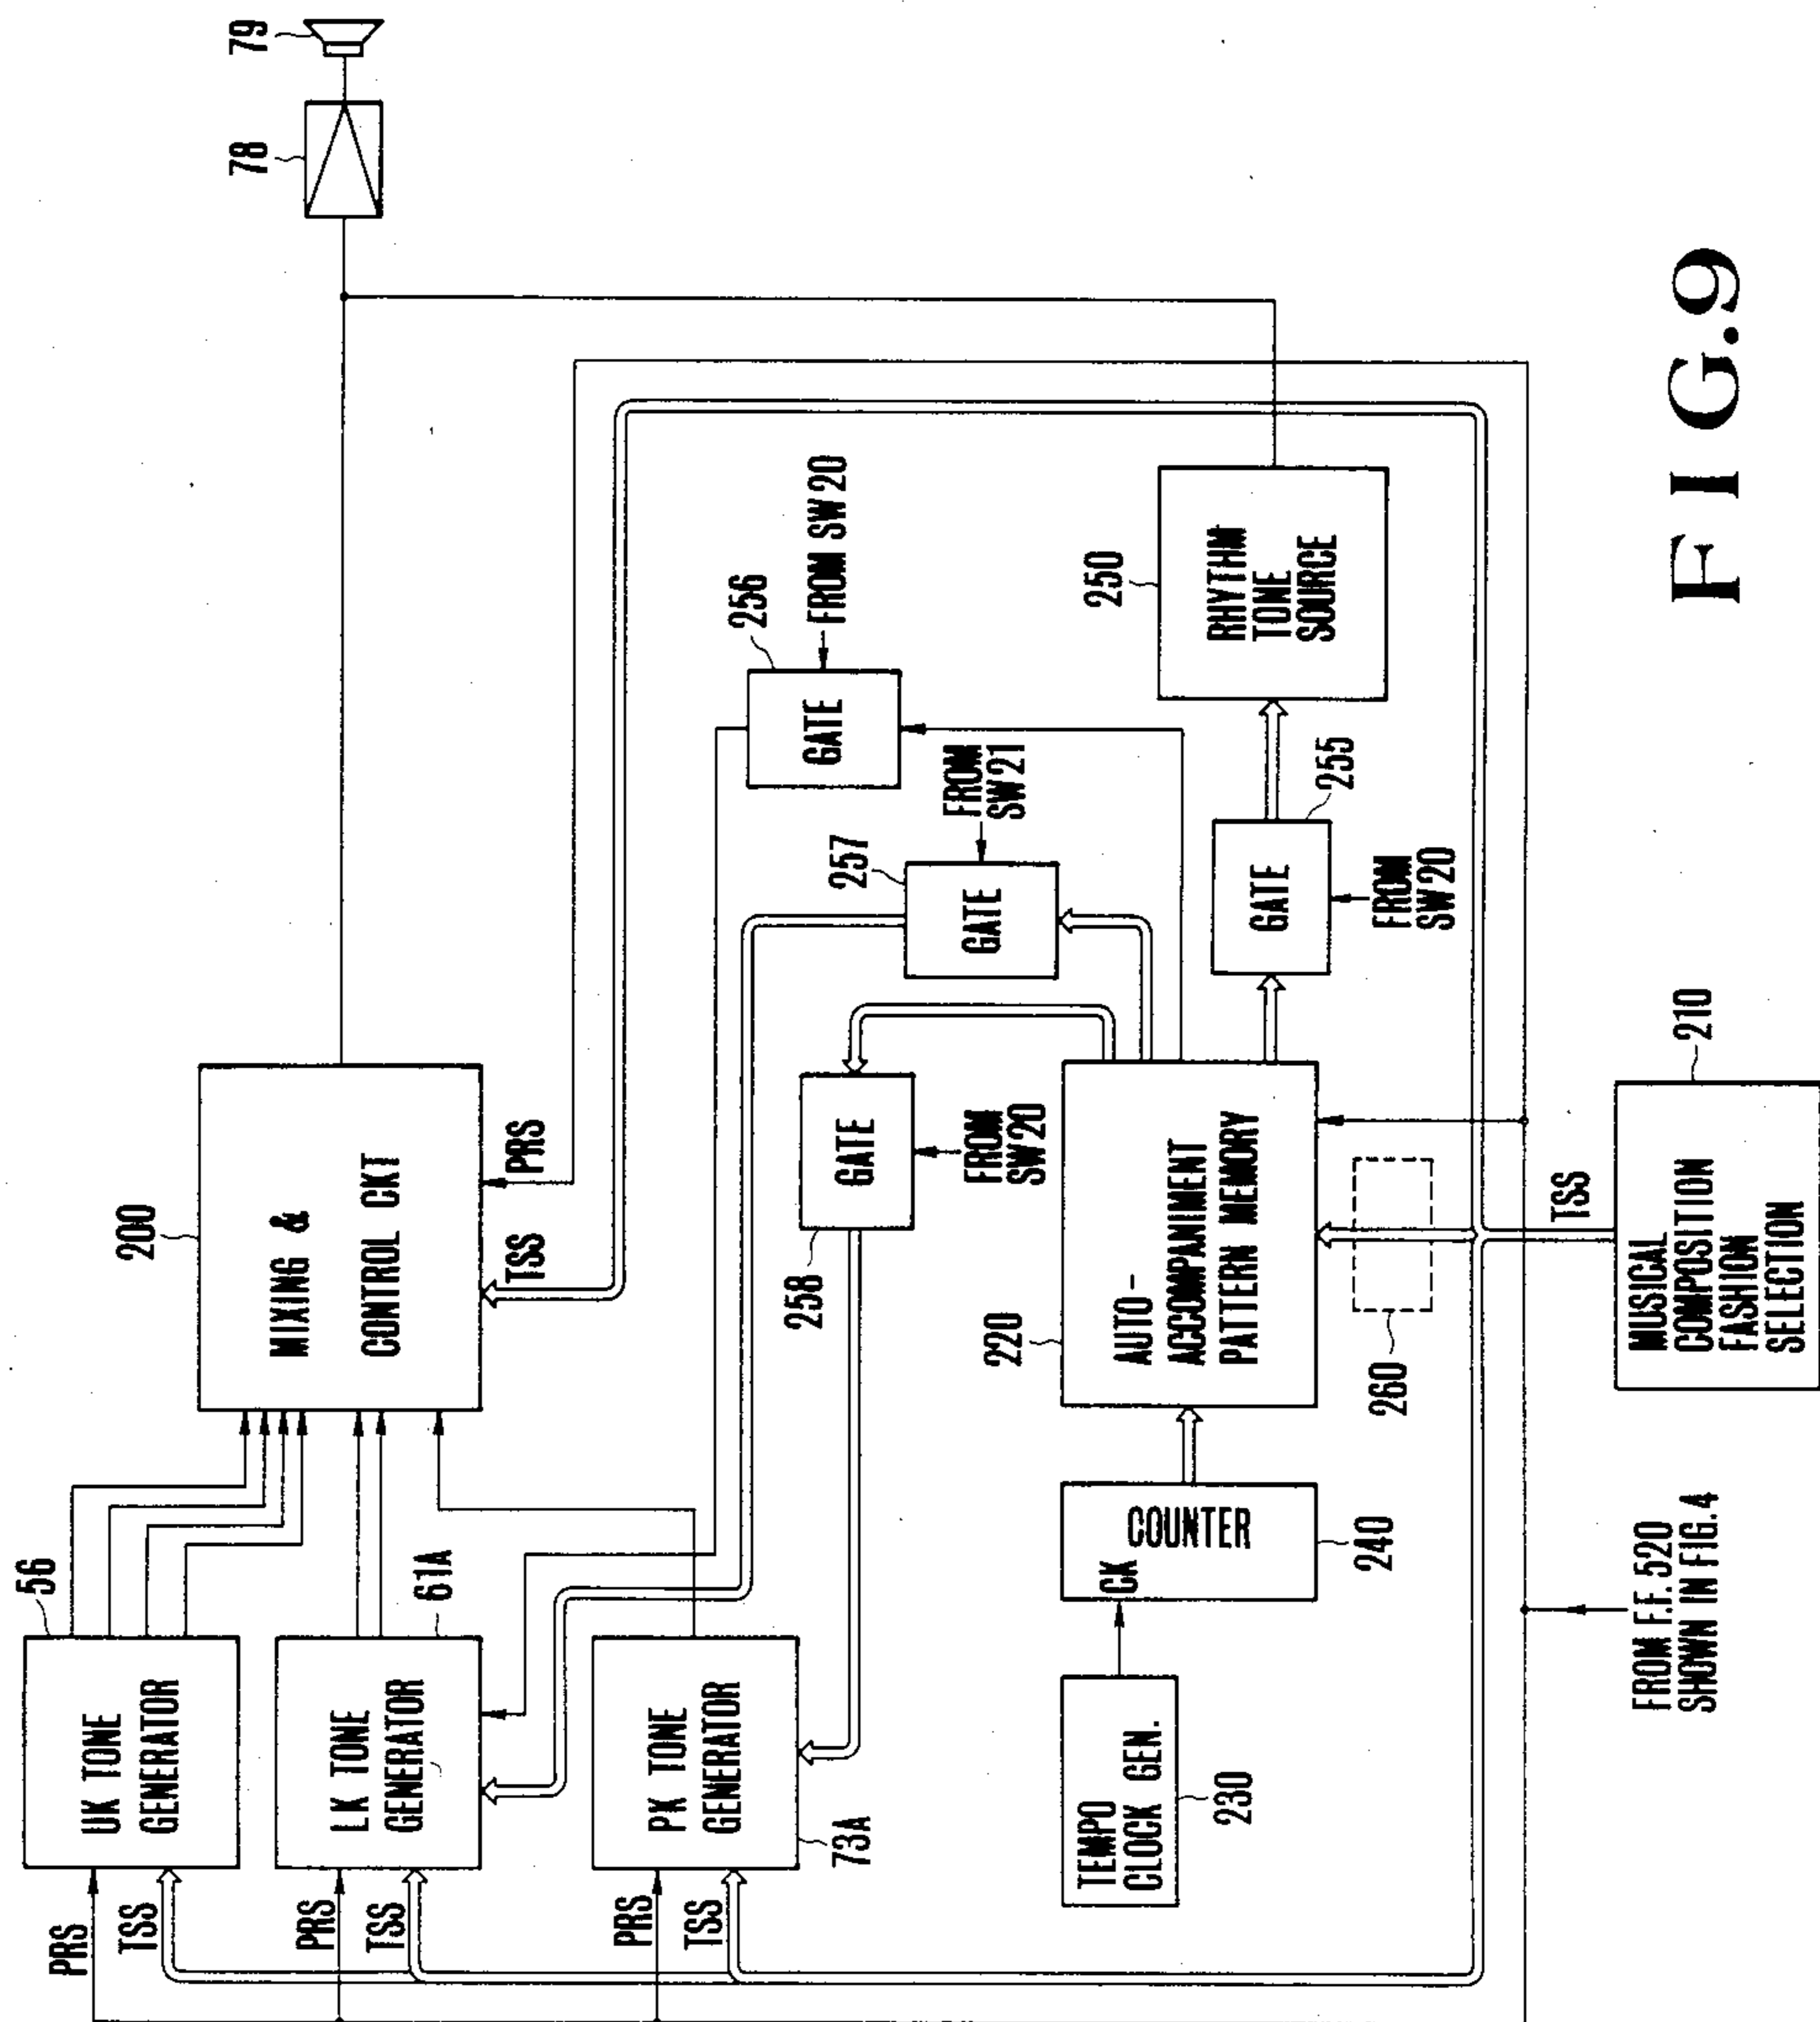 PRS
TSS
UK TONE
GENERATOR
56
PRS
TSS
LK TONE
GENERATOR
61A
PRS
TSS
PK TONE
GENERATOR
73A
200
MIXING &
CONTROL CKT
TSS
PRS
78
79
258
GATE
FROM
SW20
257
GATE
FROM
SW21
256
GATE
FROM SW20
TEMPO
CLOCK GEN.
230
CK
COUNTER
240
220
AUTO-
ACCOMPANIMENT
PATTERN MEMORY
260
GATE
255
FROM
SW20
250
RHYTHM
TONE
SOURCE
FROM F.F. 520
SHOWN IN FIG.4
TSS
MUSICAL
COMPOSITION
FASHION
SELECTION
210
FIG.9